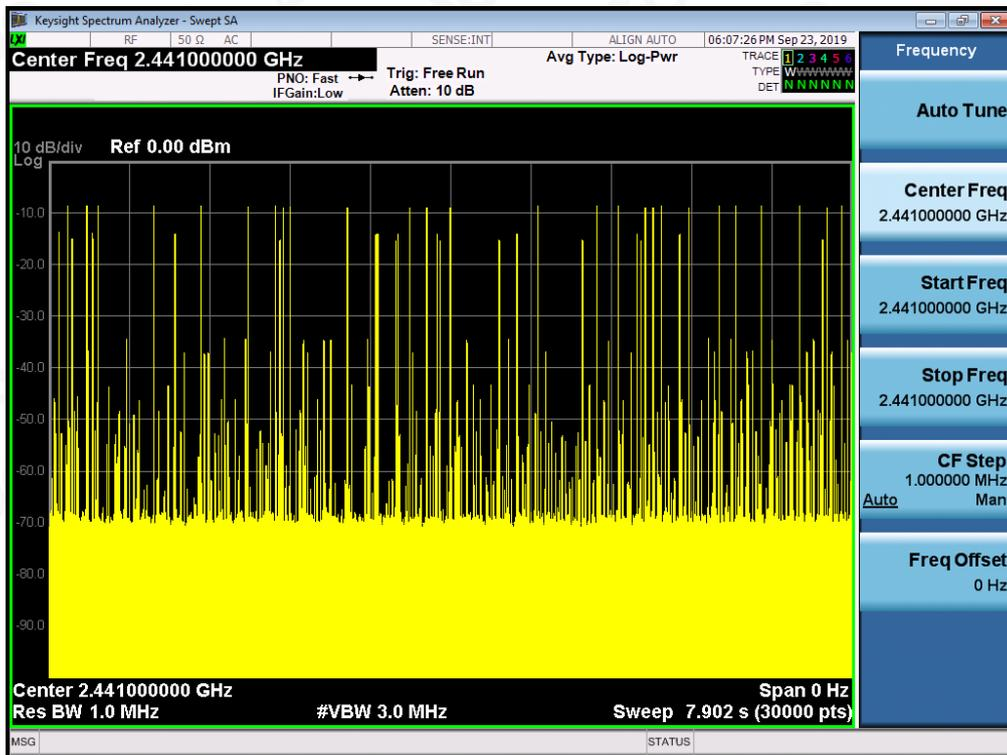 Keysight Spectrum Analyzer - Swept SA
LXI RF 50 Ω AC SENSE:INT ALIGN AUTO 06:07:26 PM Sep 23, 2019
Center Freq 2.441000000 GHz
PNO: Fast
IFGain:Low
Trig: Free Run
Atten: 10 dB
Avg Type: Log-Pwr
TRACE 1 2 3 4 5 6
TYPE WWWWWWW
DET N N N N N N
10 dB/div Ref 0.00 dBm
Log
-10.0
-20.0
-30.0
-40.0
-50.0
-60.0
-70.0
-80.0
-90.0
Center 2.441000000 GHz Span 0 Hz
Res BW 1.0 MHz #VBW 3.0 MHz Sweep 7.902 s (30000 pts)
MSG STATUS
Frequency
Auto Tune
Center Freq
2.441000000 GHz
Start Freq
2.441000000 GHz
Stop Freq
2.441000000 GHz
CF Step
1.000000 MHz
Auto Man
Freq Offset
0 Hz